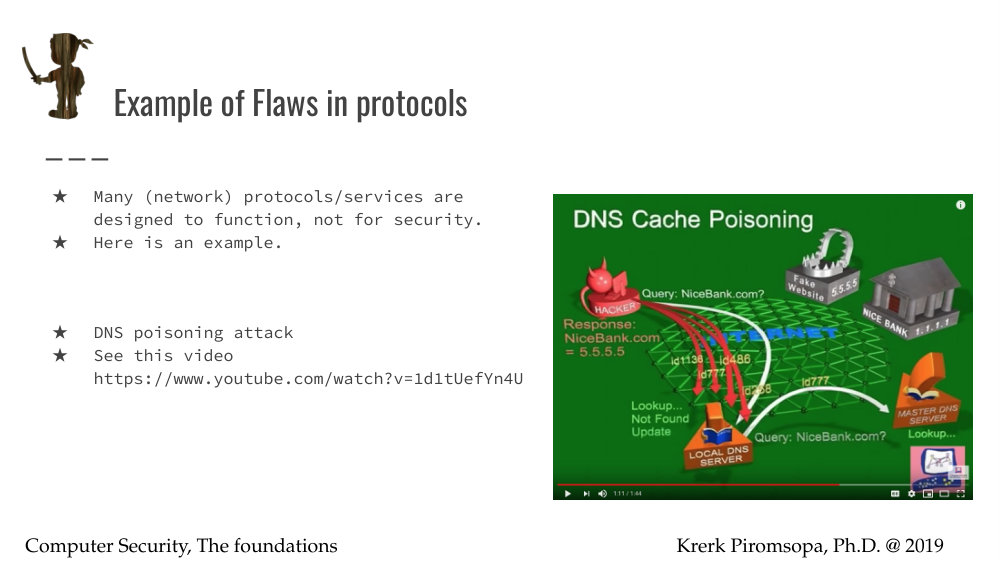 Example of Flaws in protocols
★ Many (network) protocols/services are
designed to function, not for security.
★ Here is an example.
★ DNS poisoning attack
★ See this video
https://www.youtube.com/watch?v=1d1tUefYn4U
DNS Cache Poisoning
Fake
Website
5.5.5.5
NICE BANK
1.1.1.1
HACKER
Query: NiceBank.com?
Response:
NiceBank.com
= 5.5.5.5
INTERNET
id1136
id486
id777
id268
id777
Lookup...
Not Found
Update
LOCAL DNS
SERVER
Query: NiceBank.com?
MASTER DNS
SERVER
Lookup...
1:11 / 1:44
Computer Security, The foundations
Krerk Piromsopa, Ph.D. @ 2019